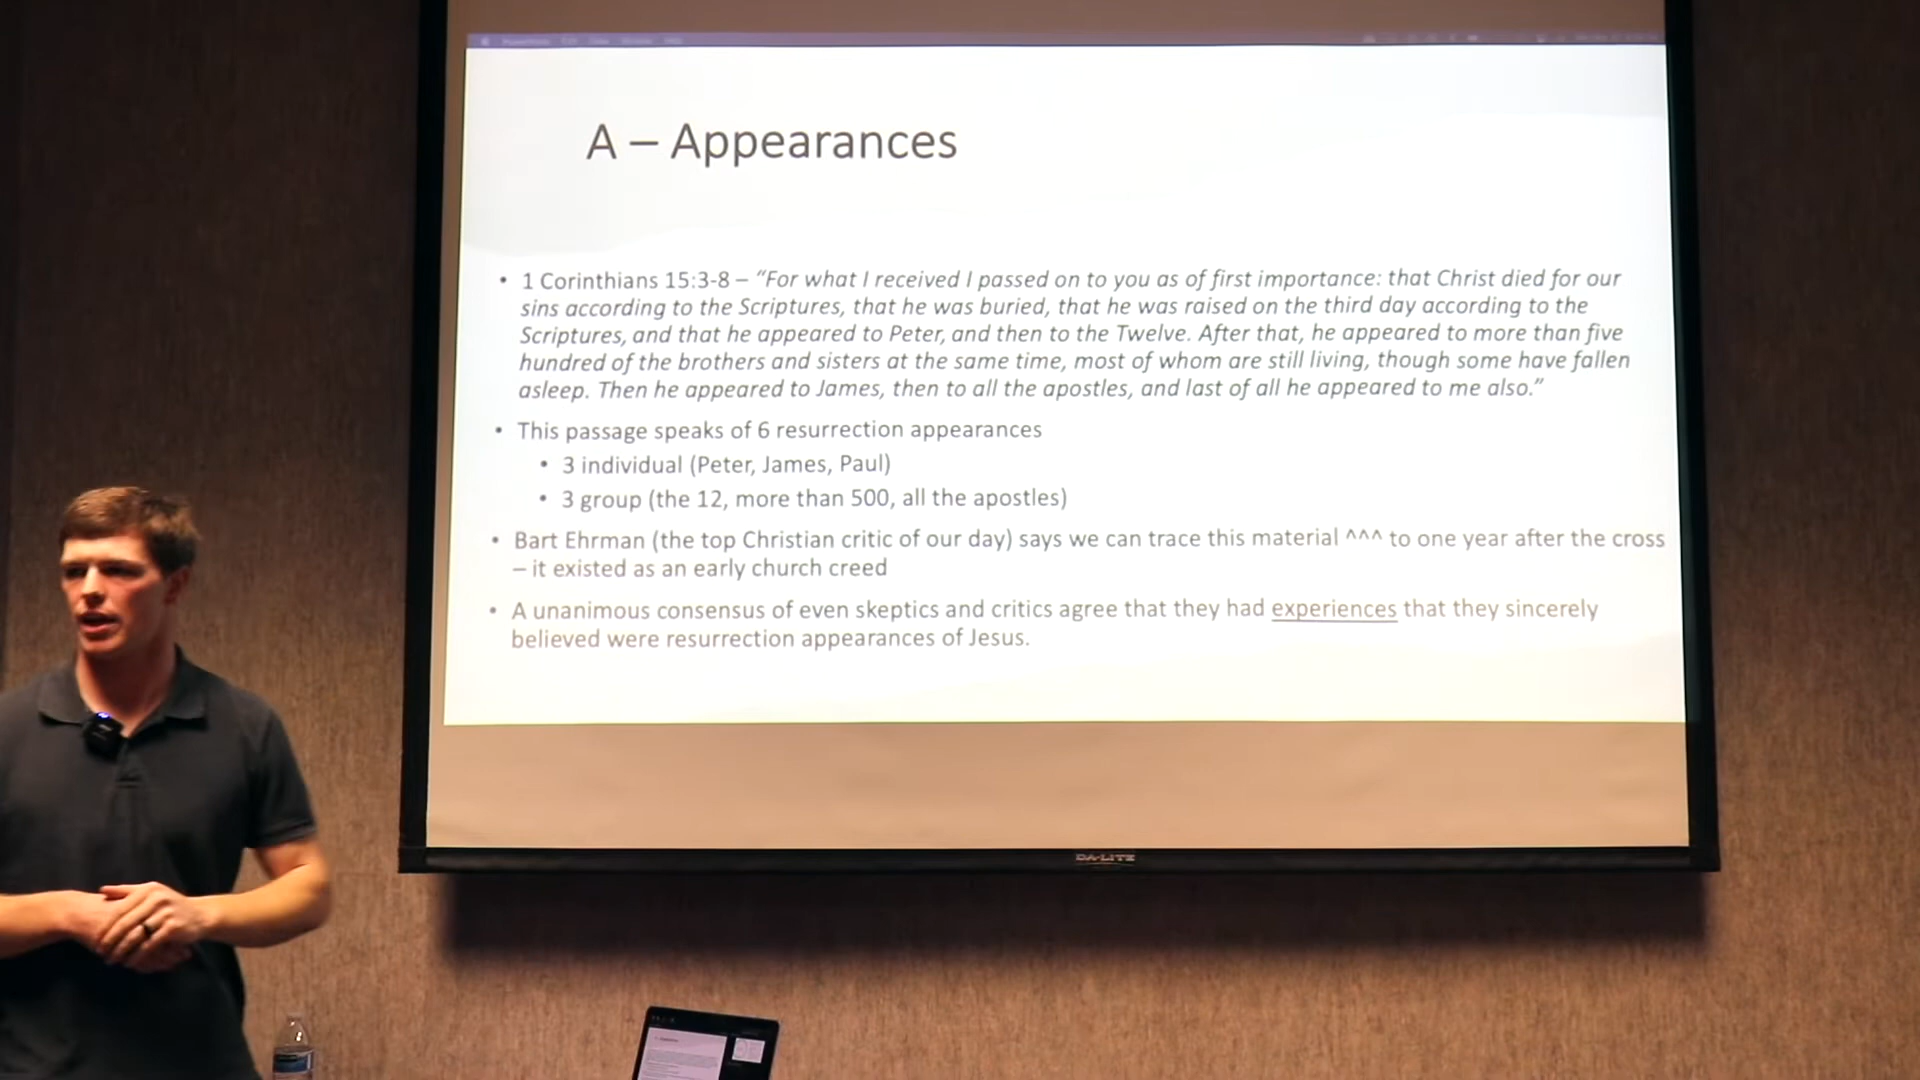 A – Appearances
• 1 Corinthians 15:3-8 – “For what I received I passed on to you as of first importance: that Christ died for our
sins according to the Scriptures, that he was buried, that he was raised on the third day according to the
Scriptures, and that he appeared to Peter, and then to the Twelve. After that, he appeared to more than five
hundred of the brothers and sisters at the same time, most of whom are still living, though some have fallen
asleep. Then he appeared to James, then to all the apostles, and last of all he appeared to me also.”
• This passage speaks of 6 resurrection appearances
• 3 individual (Peter, James, Paul)
• 3 group (the 12, more than 500, all the apostles)
• Bart Ehrman (the top Christian critic of our day) says we can trace this material ^^^ to one year after the cross
– it existed as an early church creed
• A unanimous consensus of even skeptics and critics agree that they had experiences that they sincerely
believed were resurrection appearances of Jesus.
DA-LITE